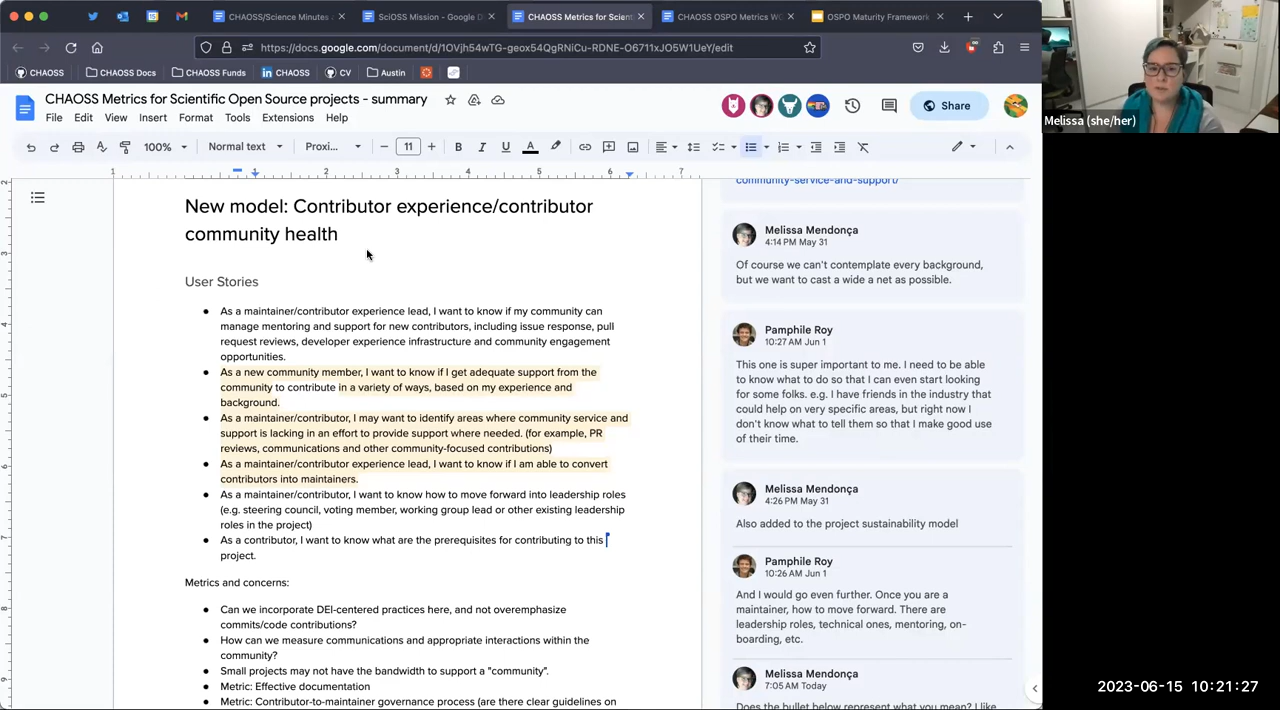 CHAOSS/Science Minutes
SciOSS Mission - Google D
CHAOSS Metrics for Scient
CHAOSS OSPO Metrics WG
OSPO Maturity Framework
https://docs.google.com/document/d/1OVjh54wTG-geox54QgRNiCu-RDNE-O6711xJO5W1UeY/edit
CHAOSS
CHAOSS Docs
CHAOSS Funds
in CHAOSS
CV
Austin
CHAOSS Metrics for Scientific Open Source projects - summary
File Edit View Insert Format Tools Extensions Help
Share
100%
Normal text
Proxi...
11
B I U A
1 1 2 3 4 5 6 7
New model: Contributor experience/contributor
community health
User Stories
As a maintainer/contributor experience lead, I want to know if my community can
manage mentoring and support for new contributors, including issue response, pull
request reviews, developer experience infrastructure and community engagement
opportunities.
As a new community member, I want to know if I get adequate support from the
community to contribute in a variety of ways, based on my experience and
background.
As a maintainer/contributor, I may want to identify areas where community service and
support is lacking in an effort to provide support where needed. (for example, PR
reviews, communications and other community-focused contributions)
As a maintainer/contributor experience lead, I want to know if I am able to convert
contributors into maintainers.
As a maintainer/contributor, I want to know how to move forward into leadership roles
(e.g. steering council, voting member, working group lead or other existing leadership
roles in the project)
As a contributor, I want to know what are the prerequisites for contributing to this
project.
Metrics and concerns:
Can we incorporate DEI-centered practices here, and not overemphasize
commits/code contributions?
How can we measure communications and appropriate interactions within the
community?
Small projects may not have the bandwidth to support a "community".
Metric: Effective documentation
Metric: Contributor-to-maintainer governance process (are there clear guidelines on
community-service-and-support/
Melissa Mendonça
4:14 PM May 31
Of course we can't contemplate every background,
but we want to cast a wide a net as possible.
Pamphile Roy
10:27 AM Jun 1
This one is super important to me. I need to be able
to know what to do so that I can even start looking
for some folks. e.g. I have friends in the industry that
could help on very specific areas, but right now I
don't know what to tell them so that I make good use
of their time.
Melissa Mendonça
4:26 PM May 31
Also added to the project sustainability model
Pamphile Roy
10:26 AM Jun 1
And I would go even further. Once you are a
maintainer, how to move forward. There are
leadership roles, technical ones, mentoring, on-
boarding, etc.
Melissa Mendonça
7:05 AM Today
Does the bullet below represent what you mean? I like
Melissa (she/her)
2023-06-15 10:21:27